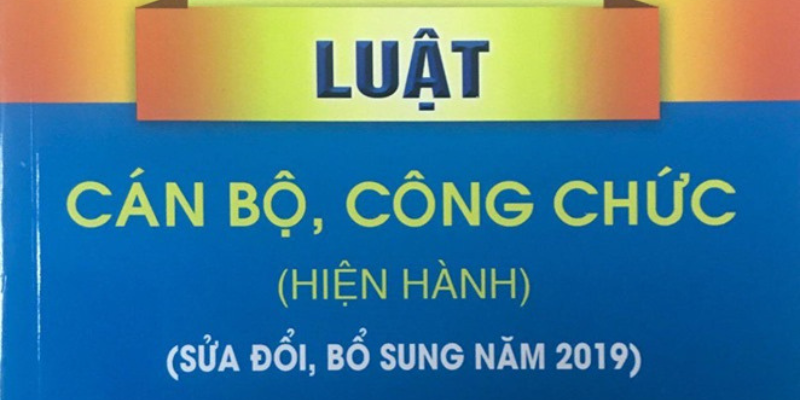 LUẬT
CÁN BỘ, CÔNG CHỨC
(HIỆN HÀNH)
(SỬA ĐỔI, BỔ SUNG NĂM 2019)